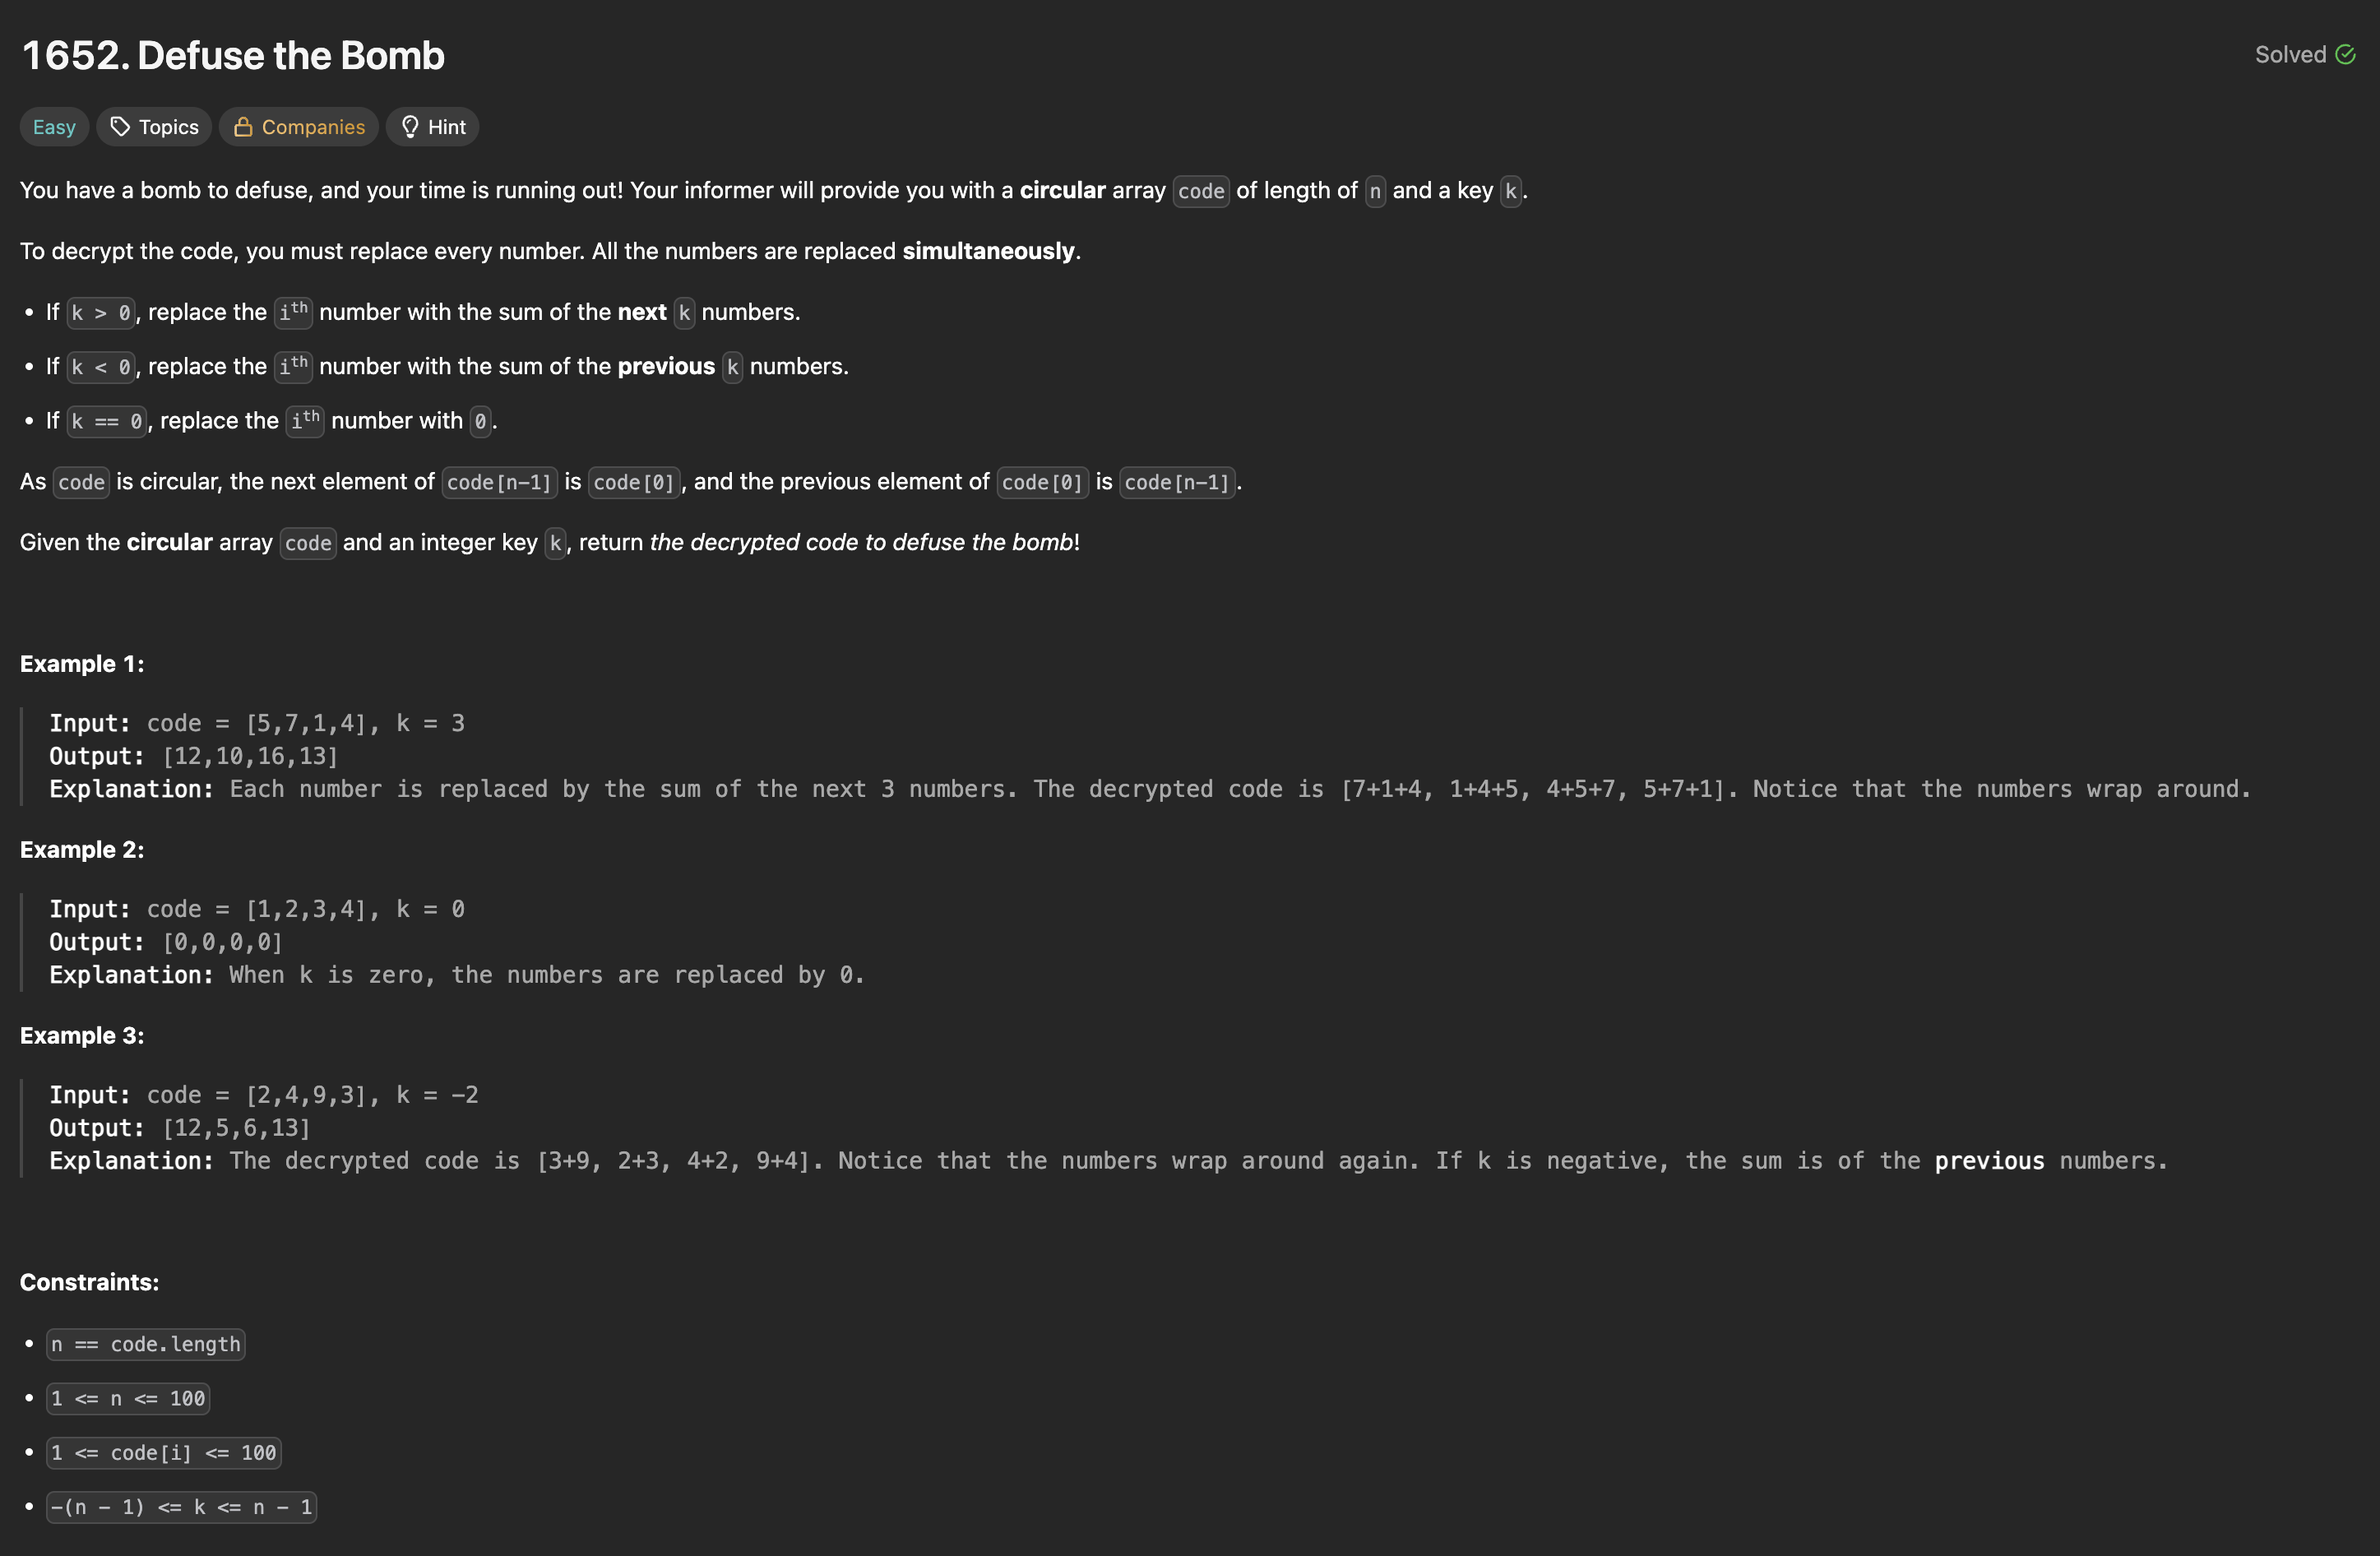 1652. Defuse the Bomb
Solved
Easy
Topics
Companies
Hint
You have a bomb to defuse, and your time is running out! Your informer will provide you with a circular array code of length of n and a key k.
To decrypt the code, you must replace every number. All the numbers are replaced simultaneously.
• If k > 0, replace the ith number with the sum of the next k numbers.
• If k < 0, replace the ith number with the sum of the previous k numbers.
• If k == 0, replace the ith number with 0.
As code is circular, the next element of code[n-1] is code[0], and the previous element of code[0] is code[n-1].
Given the circular array code and an integer key k, return the decrypted code to defuse the bomb!
Example 1:
Input: code = [5,7,1,4], k = 3
Output: [12,10,16,13]
Explanation: Each number is replaced by the sum of the next 3 numbers. The decrypted code is [7+1+4, 1+4+5, 4+5+7, 5+7+1]. Notice that the numbers wrap around.
Example 2:
Input: code = [1,2,3,4], k = 0
Output: [0,0,0,0]
Explanation: When k is zero, the numbers are replaced by 0.
Example 3:
Input: code = [2,4,9,3], k = -2
Output: [12,5,6,13]
Explanation: The decrypted code is [3+9, 2+3, 4+2, 9+4]. Notice that the numbers wrap around again. If k is negative, the sum is of the previous numbers.
Constraints:
• n == code.length
• 1 <= n <= 100
• 1 <= code[i] <= 100
• -(n - 1) <= k <= n - 1